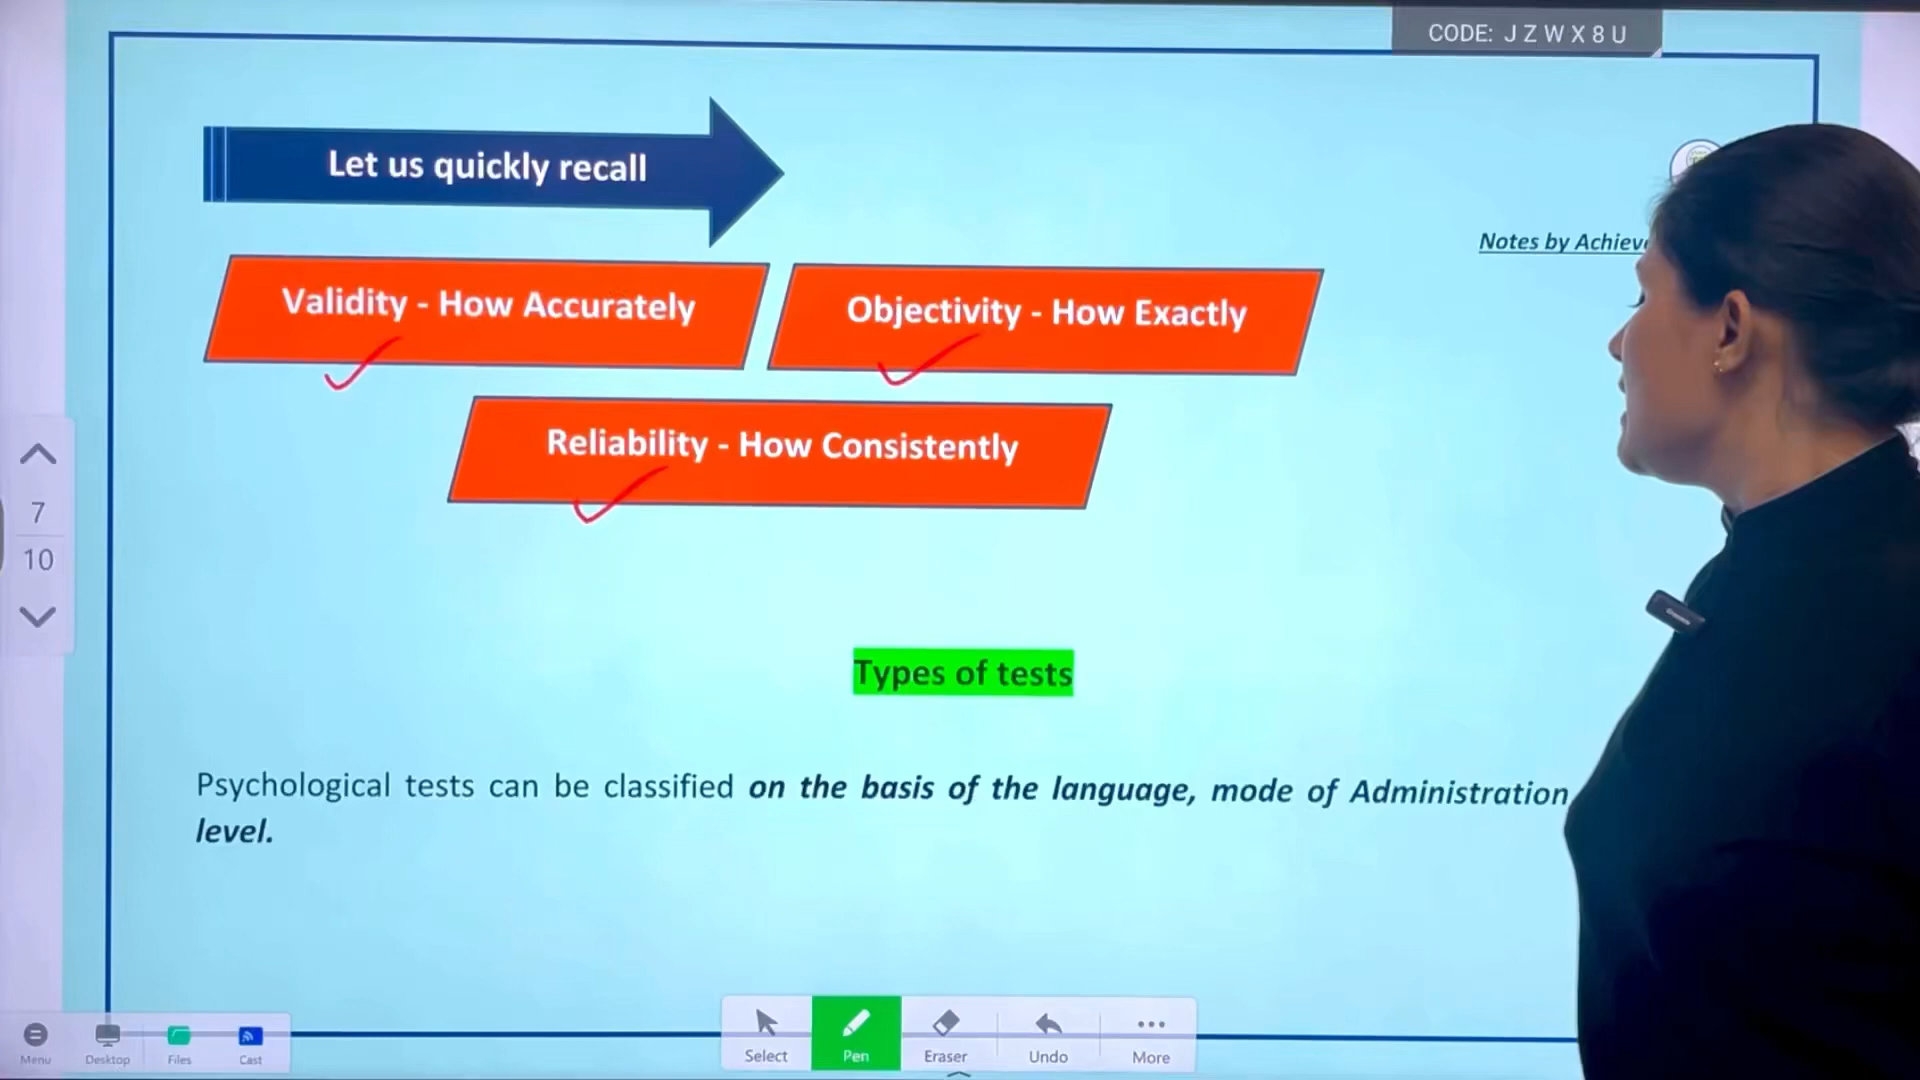 CODE: J Z W X 8 U
Let us quickly recall
Notes by
Validity - How Accurately
Objectivity - How Exactly
Reliability - How Consistently
7
10
Types of tests
Psychological tests can be classified on the basis of the language, mode of Administration
level.
Menu
Desktop
Files
Cast
Select
Pen
Eraser
Undo
More